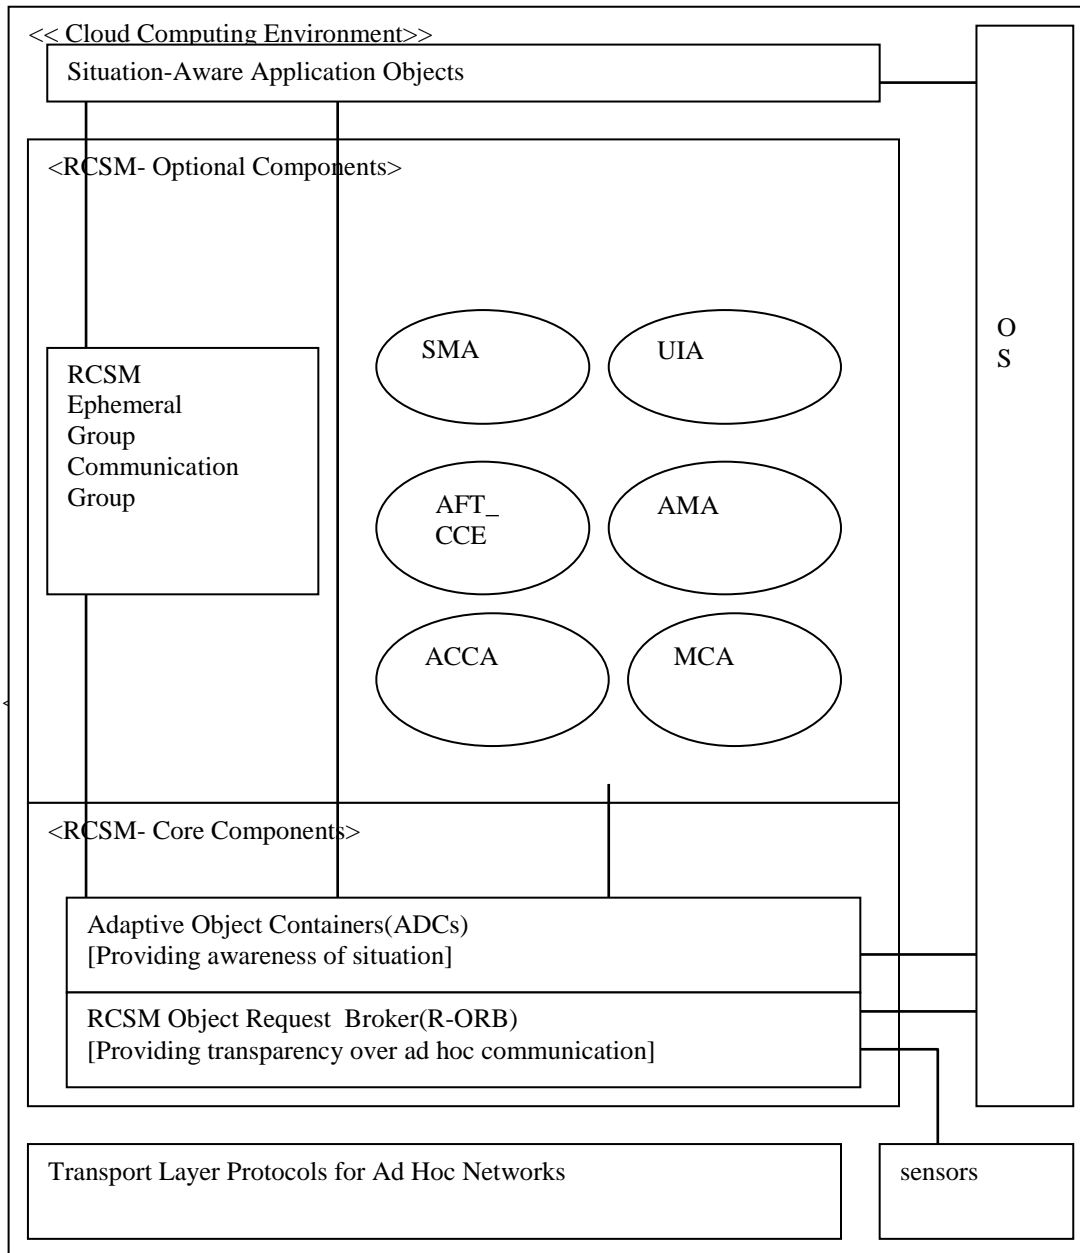 << Cloud Computing Environment>>
Situation-Aware Application Objects
<RCSM- Optional Components>
O
S
SMA
UIA
RCSM
Ephemeral
Group
Communication
Group
AFT_
CCE
AMA
ACCA
MCA
<
<RCSM- Core Components>
Adaptive Object Containers(ADCs)
[Providing awareness of situation]
RCSM Object Request  Broker(R-ORB)
[Providing transparency over ad hoc communication]
Transport Layer Protocols for Ad Hoc Networks
sensors